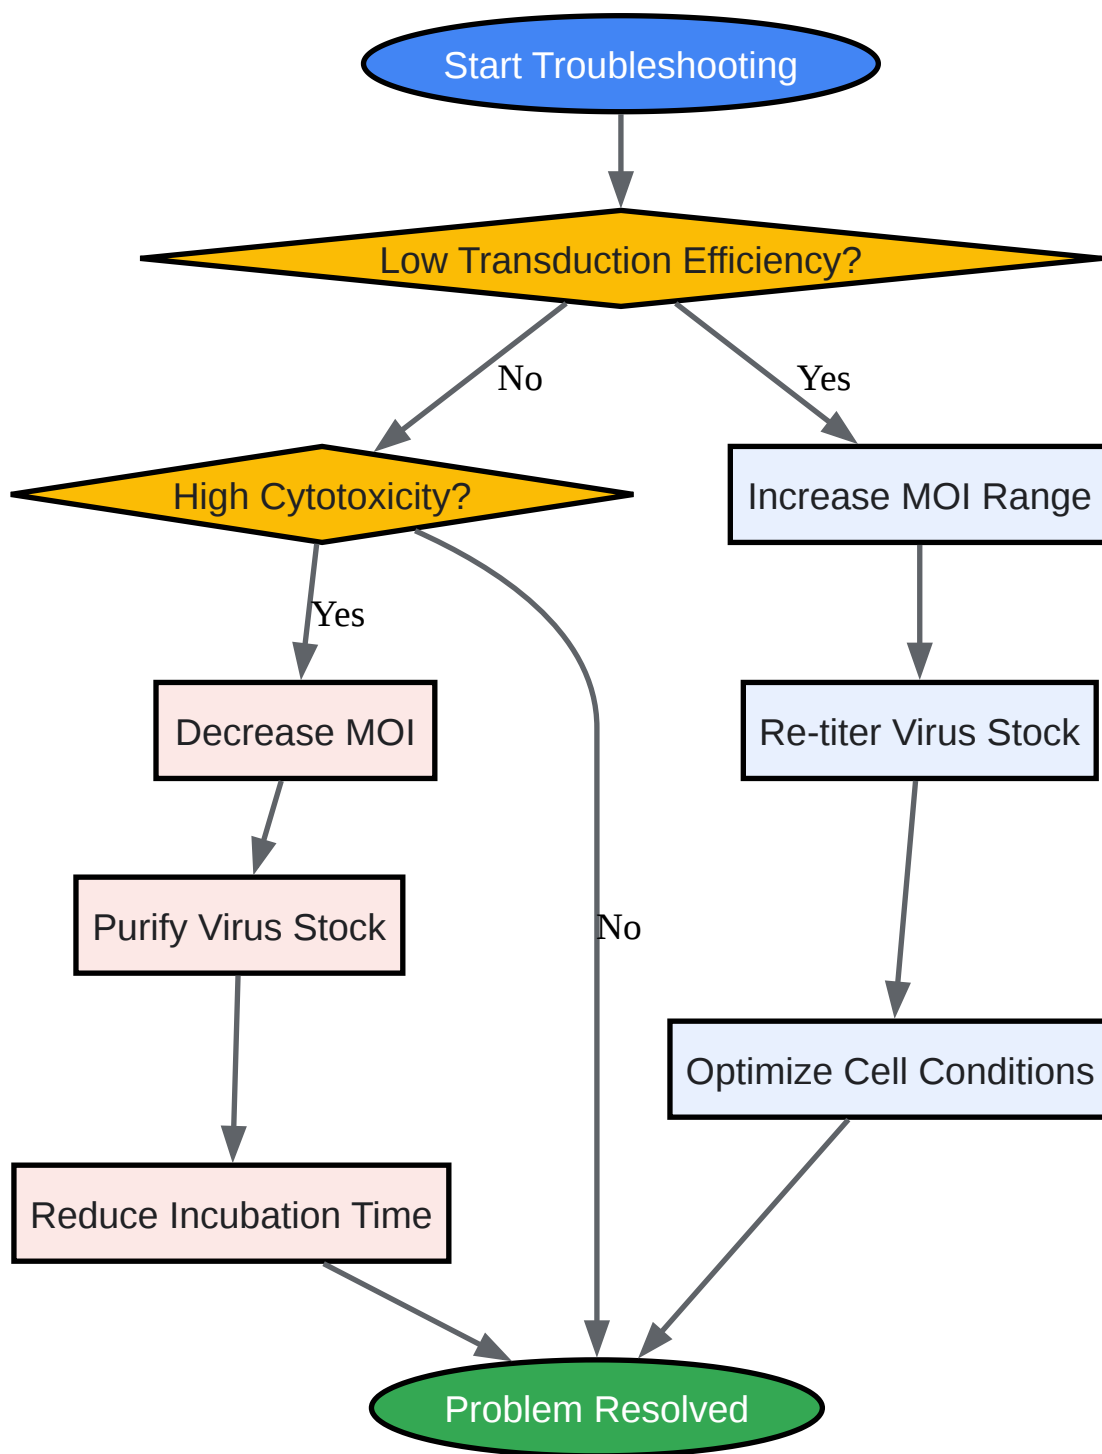 Start Troubleshooting
Low Transduction Efficiency?
No
Yes
High Cytotoxicity?
Increase MOI Range
Yes
Decrease MOI
Re-titer Virus Stock
Purify Virus Stock
No
Optimize Cell Conditions
Reduce Incubation Time
Problem Resolved